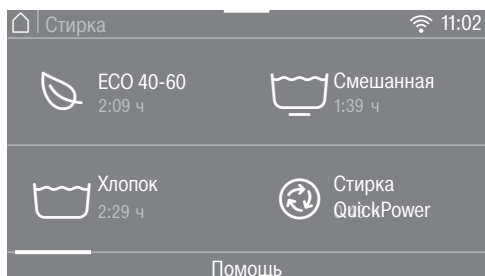 Стирка 11:02
ECO 40-60
2:09 ч
Смешанная
1:39 ч
Хлопок
2:29 ч
Стирка
QuickPower
Помощь